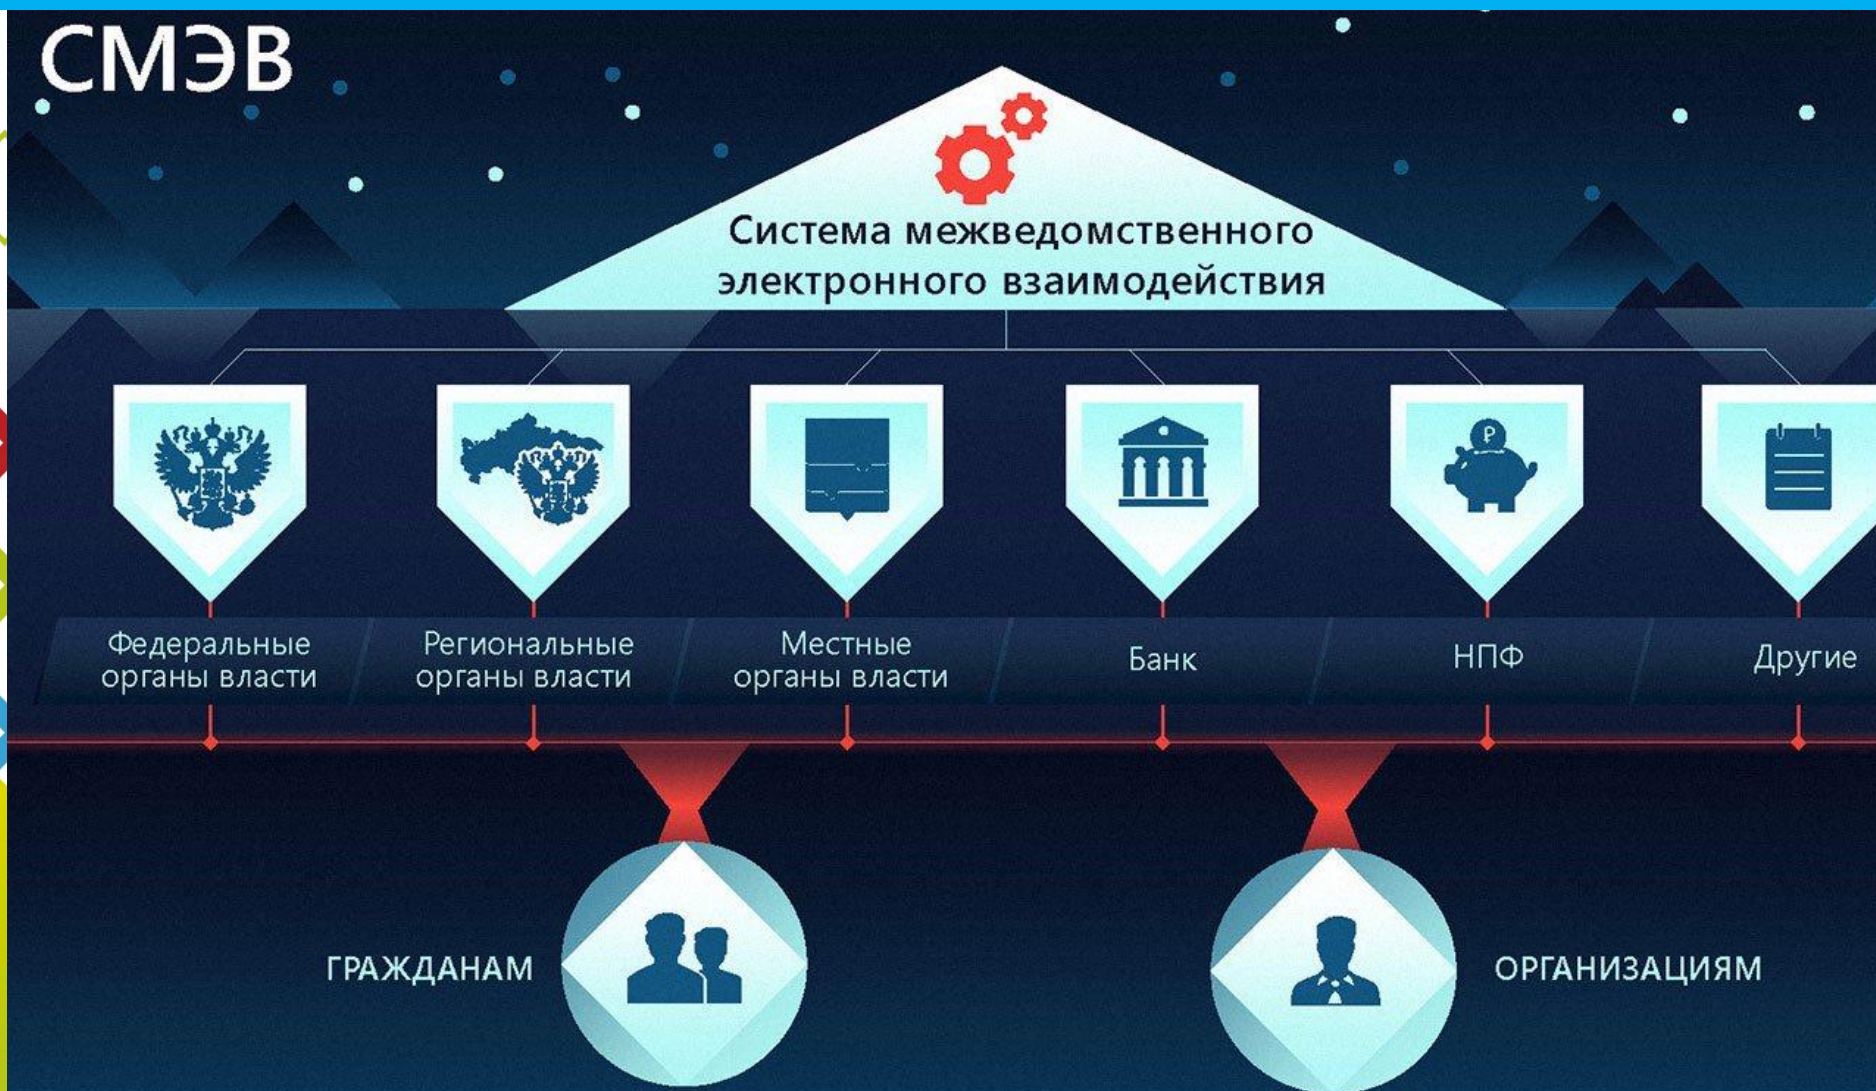 СМЭВ
Система межведомственного
электронного взаимодействия
₽
Федеральные
органы власти
Региональные
органы власти
Местные
органы власти
Банк
НПФ
Другие
ГРАЖДАНАМ
ОРГАНИЗАЦИЯМ